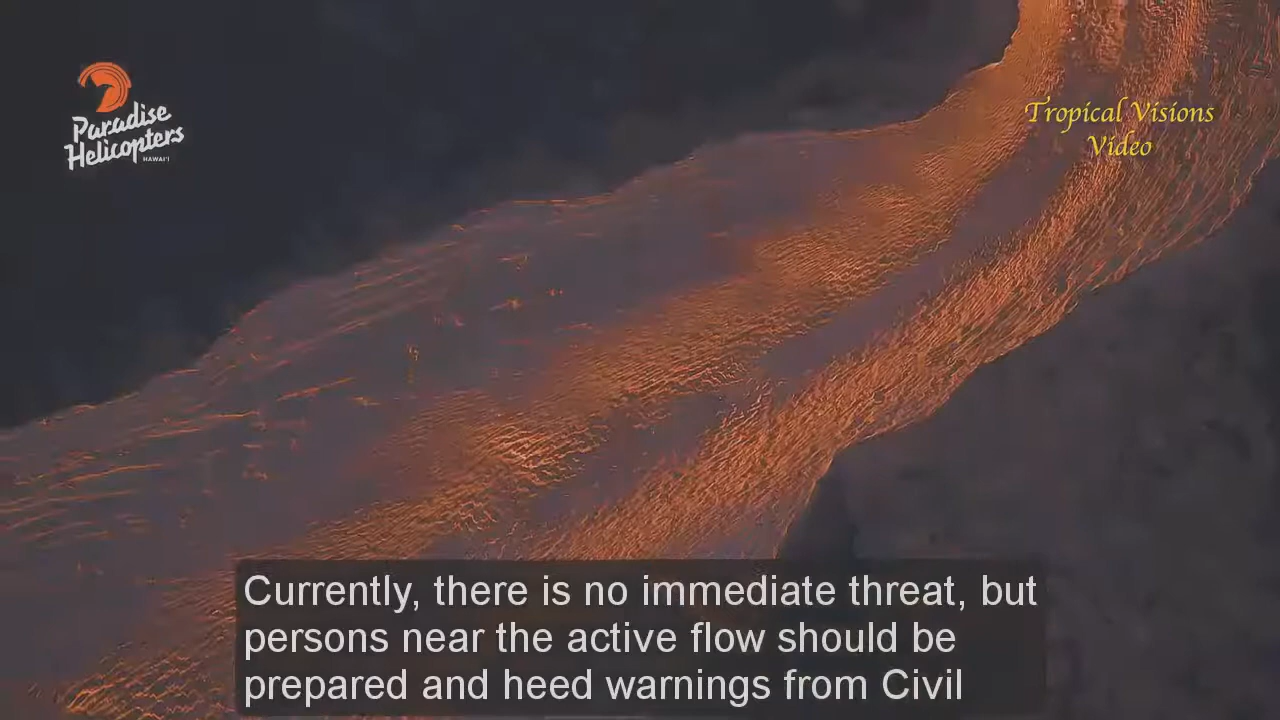 Paradise
Helicopters
HAWAI'I
Tropical Visions
Video
Currently, there is no immediate threat, but
persons near the active flow should be
prepared and heed warnings from Civil